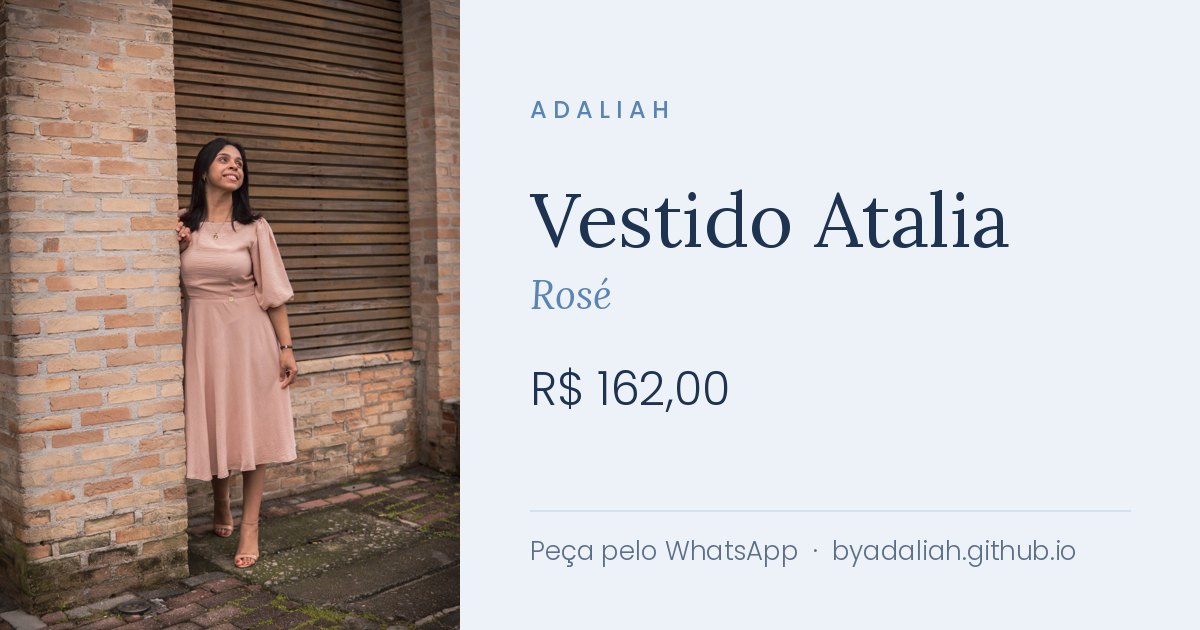 ADALIAH
Vestido Atalia
Rosé
R$ 162,00
Peça pelo WhatsApp · byadaliah.github.io